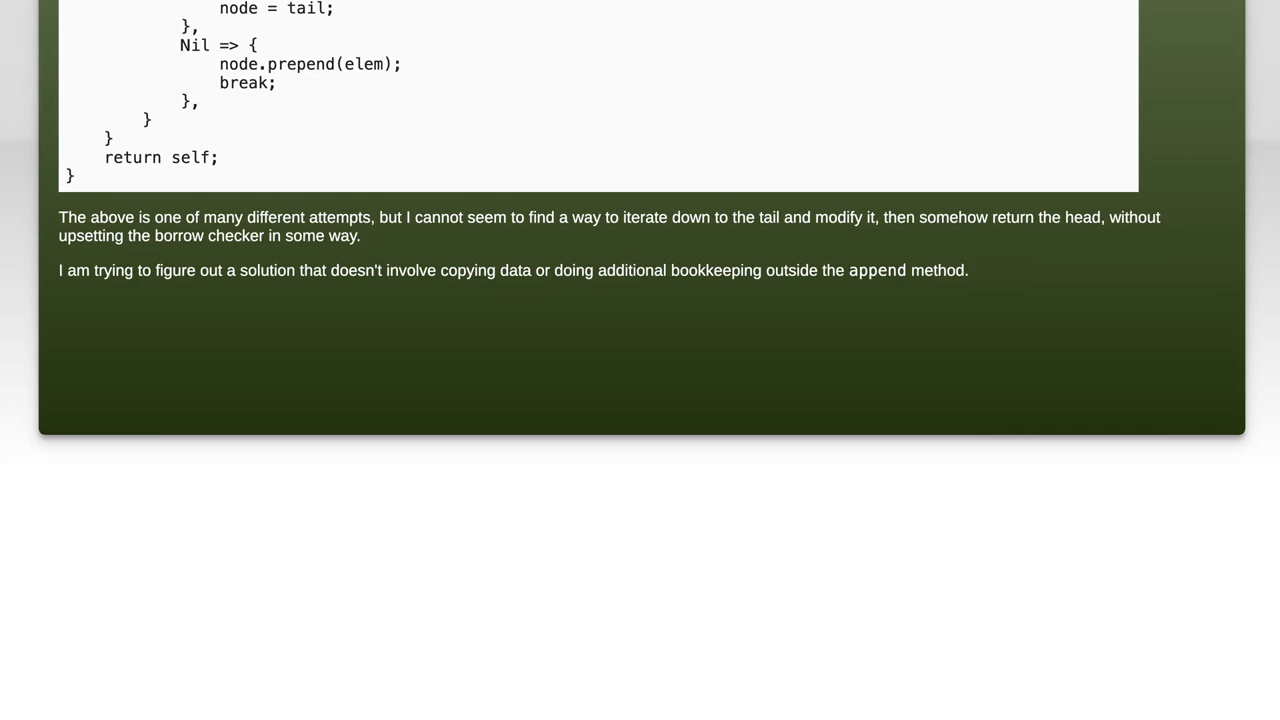 node = tail;
            },
            Nil => {
                node.prepend(elem);
                break;
            },
        }
    }
    return self;
}
The above is one of many different attempts, but I cannot seem to find a way to iterate down to the tail and modify it, then somehow return the head, without
upsetting the borrow checker in some way.
I am trying to figure out a solution that doesn't involve copying data or doing additional bookkeeping outside the append method.